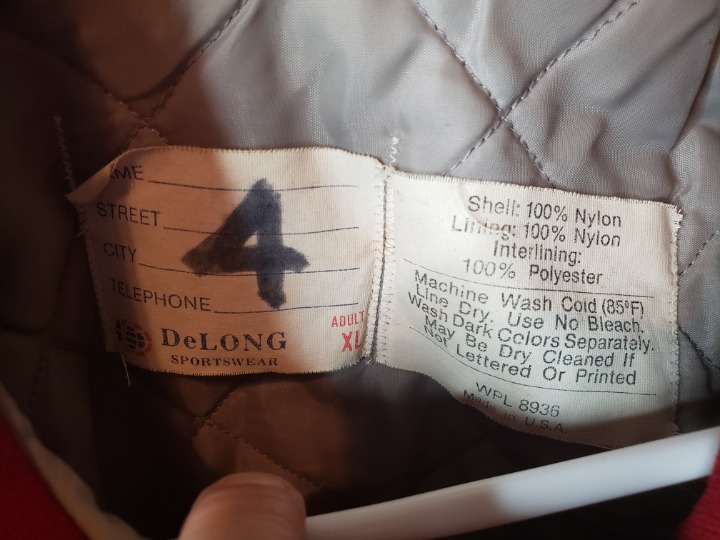 ME
STREET
CITY
TELEPHONE
4
DeLONG
SPORTSWEAR
ADULT
XL
Shell: 100% Nylon
Lining: 100% Nylon
Interlining:
100% Polyester
Machine Wash Cold (85°F)
Line Dry. Use No Bleach.
Wash Dark Colors Separately.
May Be Dry Cleaned If
Not Lettered Or Printed
WPL 8936
Made in U.S.A.